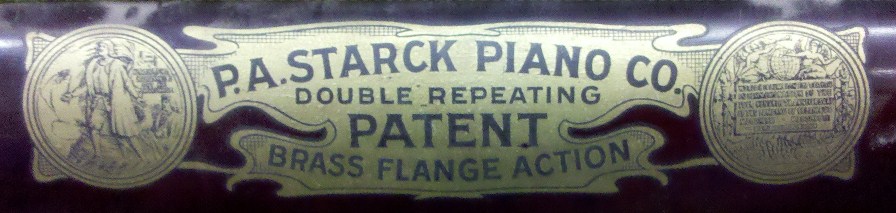 P.A. STARCK PIANO CO.
DOUBLE REPEATING
PATENT
BRASS FLANGE ACTION